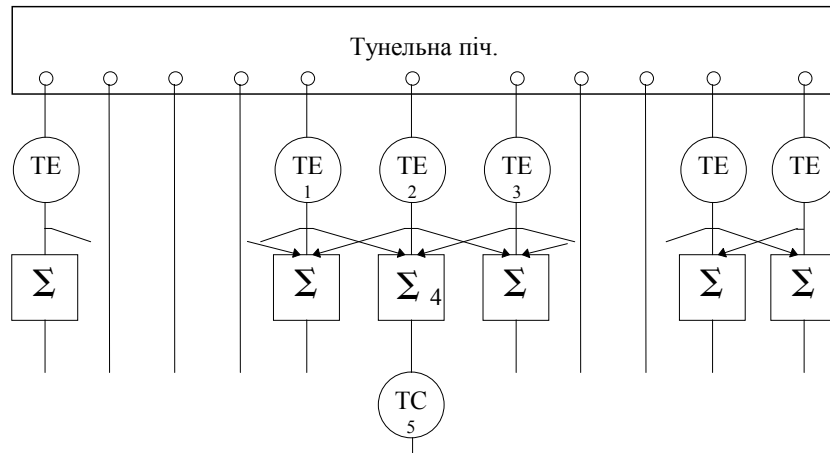 Тунельна піч.
TE TE TE TE TE TE
1 2 3
Σ Σ 4 Σ Σ Σ Σ
TC
5